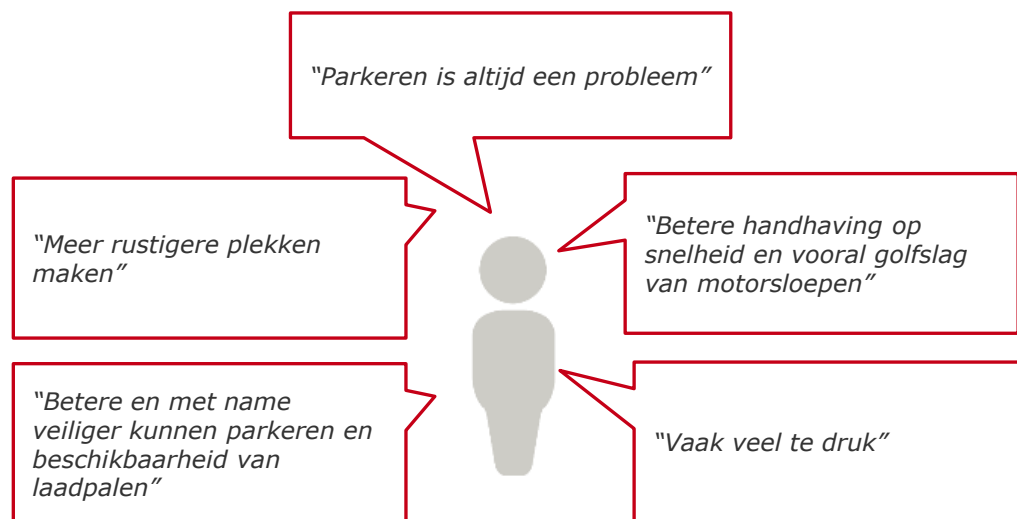 “Parkeren is altijd een probleem”
“Meer rustigere plekken
maken”
“Betere handhaving op
snelheid en vooral golfslag
van motorsloepen”
“Betere en met name
veiliger kunnen parkeren en
beschikbaarheid van
laadpalen”
“Vaak veel te druk”